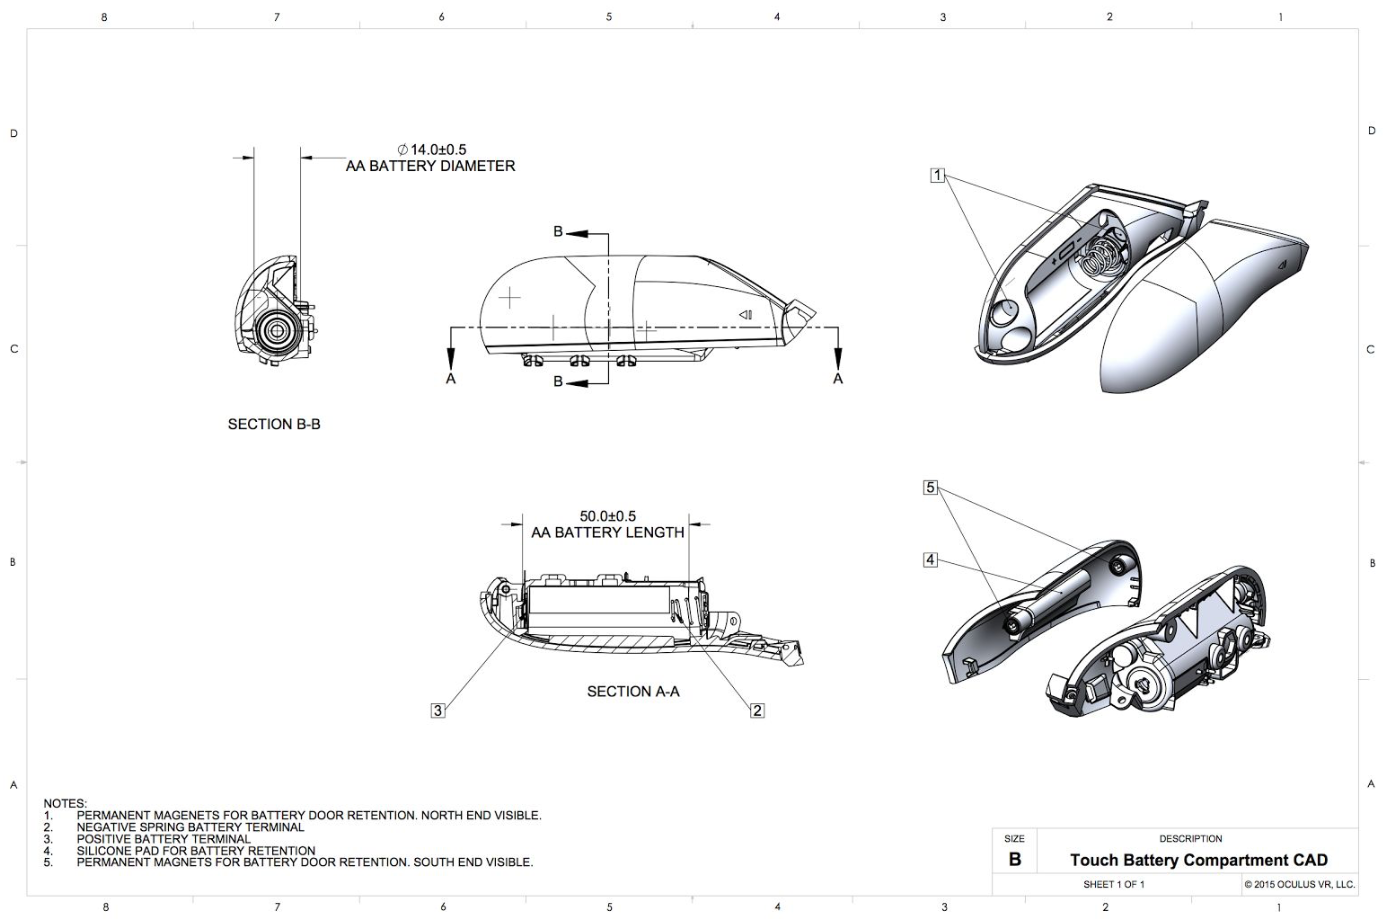 8 7 6 5 4 3 2 1
D D
⌀ 14.0±0.5
AA BATTERY DIAMETER
1
B
C C
A A
B
SECTION B-B
5
50.0±0.5
AA BATTERY LENGTH
4
B B
SECTION A-A
3 2
A A
NOTES:
1. PERMANENT MAGENETS FOR BATTERY DOOR RETENTION. NORTH END VISIBLE.
2. NEGATIVE SPRING BATTERY TERMINAL
3. POSITIVE BATTERY TERMINAL
4. SILICONE PAD FOR BATTERY RETENTION
5. PERMANENT MAGNETS FOR BATTERY DOOR RETENTION. SOUTH END VISIBLE.
SIZE DESCRIPTION
B Touch Battery Compartment CAD
SHEET 1 OF 1 © 2015 OCULUS VR, LLC.
8 7 6 5 4 3 2 1